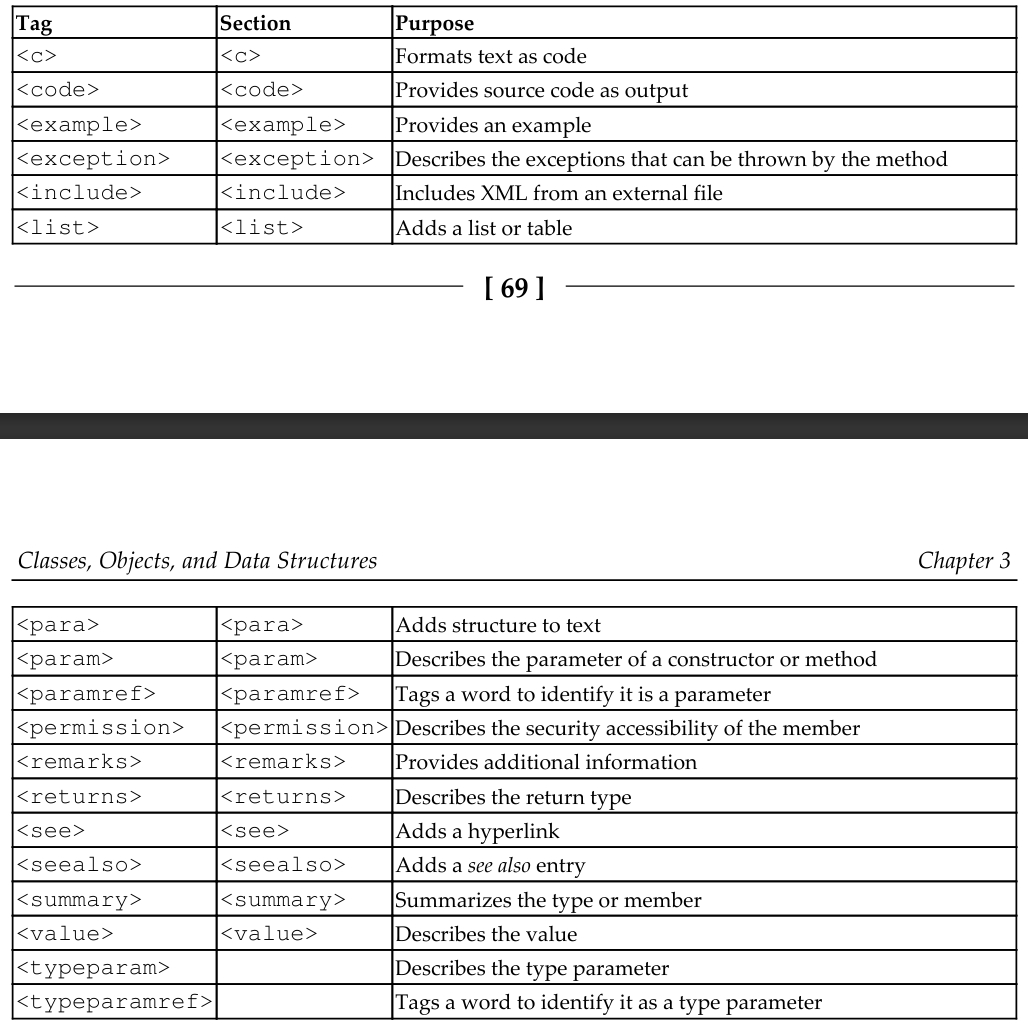 Tag Section Purpose
<c> <c> Formats text as code
<code> <code> Provides source code as output
<example> <example> Provides an example
<exception> <exception> Describes the exceptions that can be thrown by the method
<include> <include> Includes XML from an external file
<list> <list> Adds a list or table
[ 69 ]
Classes, Objects, and Data Structures Chapter 3
<para> <para> Adds structure to text
<param> <param> Describes the parameter of a constructor or method
<paramref> <paramref> Tags a word to identify it is a parameter
<permission> <permission> Describes the security accessibility of the member
<remarks> <remarks> Provides additional information
<returns> <returns> Describes the return type
<see> <see> Adds a hyperlink
<seealso> <seealso> Adds a see also entry
<summary> <summary> Summarizes the type or member
<value> <value> Describes the value
<typeparam> Describes the type parameter
<typeparamref> Tags a word to identify it as a type parameter